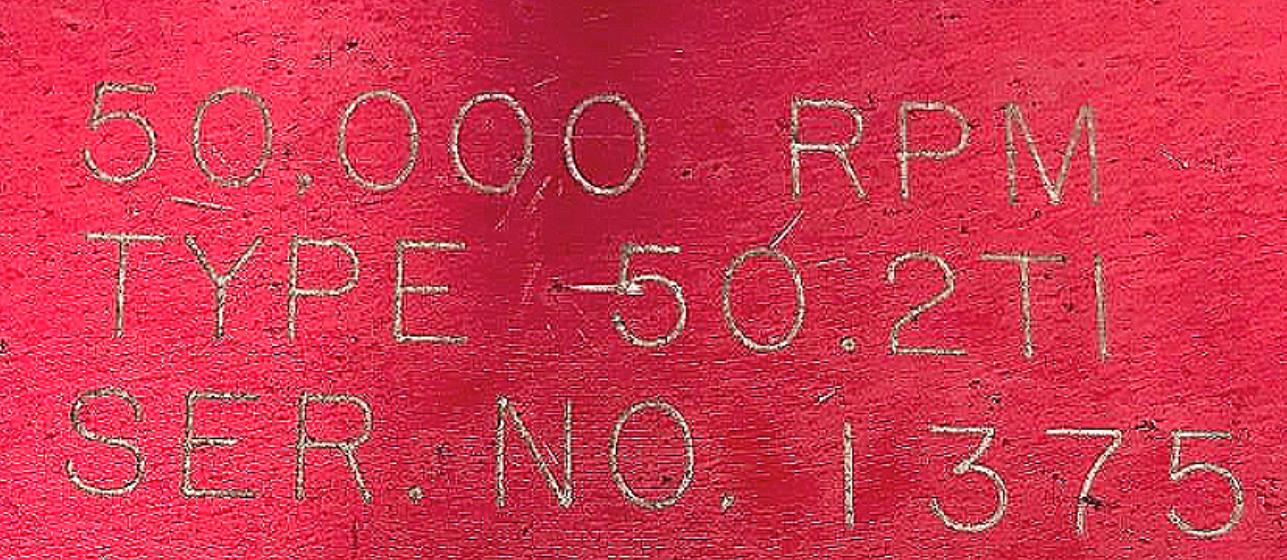 50.000 RPM
TYPE 50.2TI
SER. NO. 1375